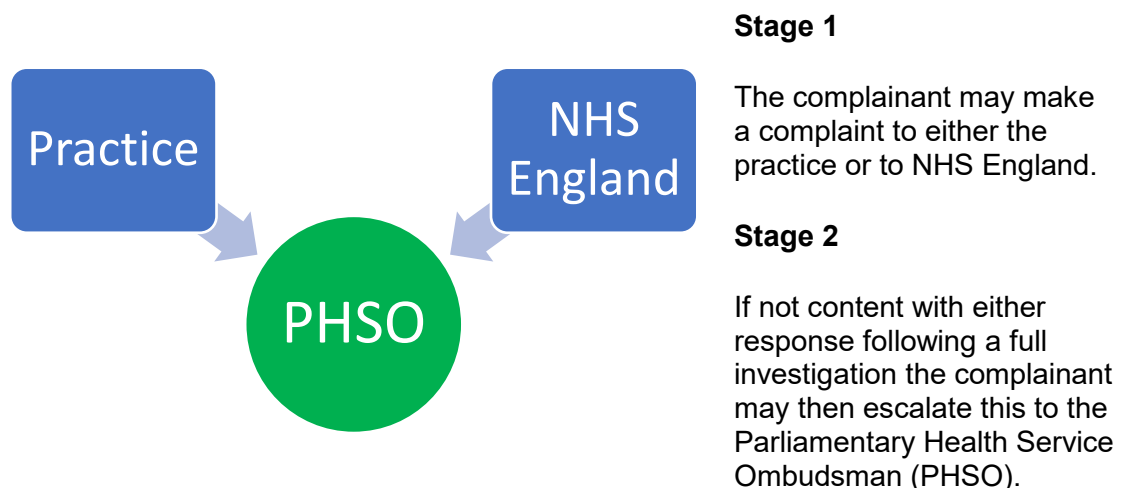 Practice
NHS
England
PHSO
Stage 1
The complainant may make
a complaint to either the
practice or to NHS England.
Stage 2
If not content with either
response following a full
investigation the complainant
may then escalate this to the
Parliamentary Health Service
Ombudsman (PHSO).